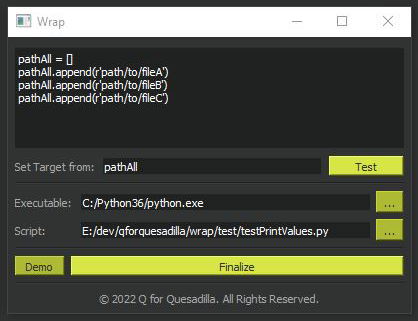 Wrap
pathAll = []
pathAll.append(r'path/to/fileA')
pathAll.append(r'path/to/fileB')
pathAll.append(r'path/to/fileC')
Set Target from: pathAll Test
Executable: C:/Python36/python.exe ...
Script: E:/dev/qforquesadilla/wrap/test/testPrintValues.py ...
Demo Finalize
© 2022 Q for Quesadilla. All Rights Reserved.